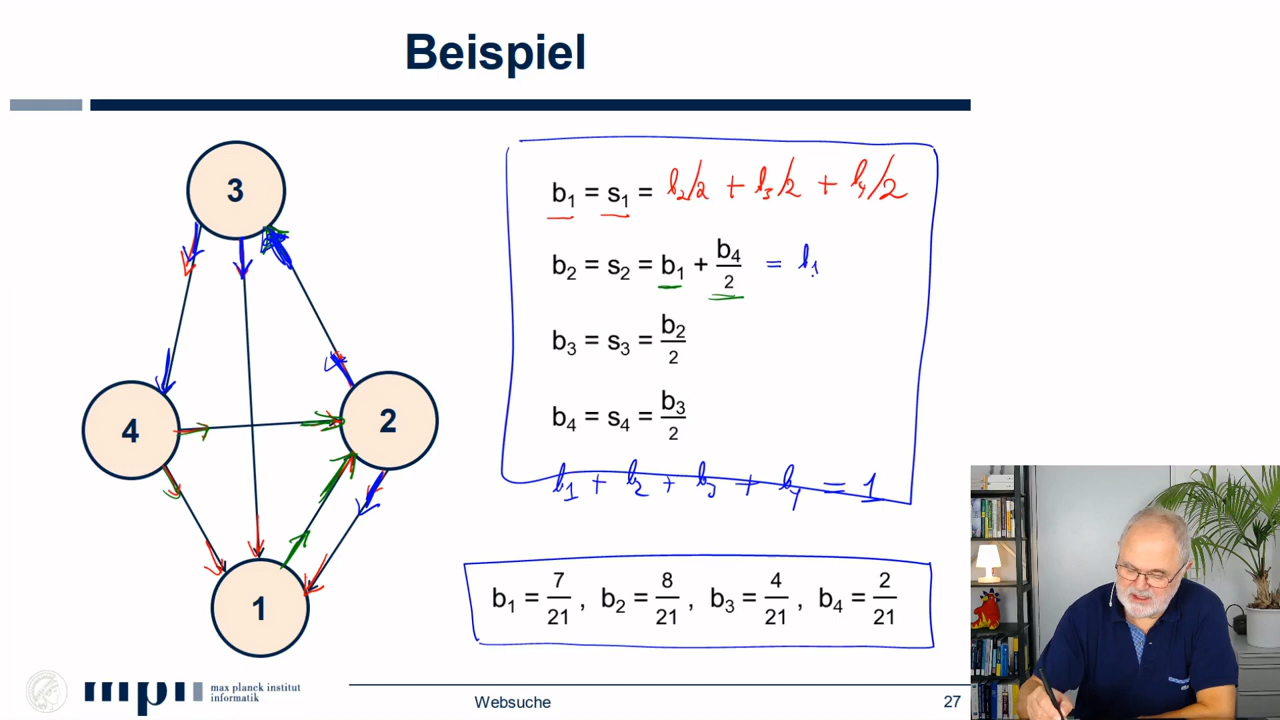 Beispiel
3
4
2
1
b₁ = s₁ = b₂/2 + b₃/2 + b₄/2
b₂ = s₂ = b₁ + b₄/2 = b₁
b₃ = s₃ = b₂/2
b₄ = s₄ = b₃/2
b₁ + b₂ + b₃ + b₄ = 1
b₁ = 7/21 , b₂ = 8/21 , b₃ = 4/21 , b₄ = 2/21
max planck institut
informatik
Websuche
27